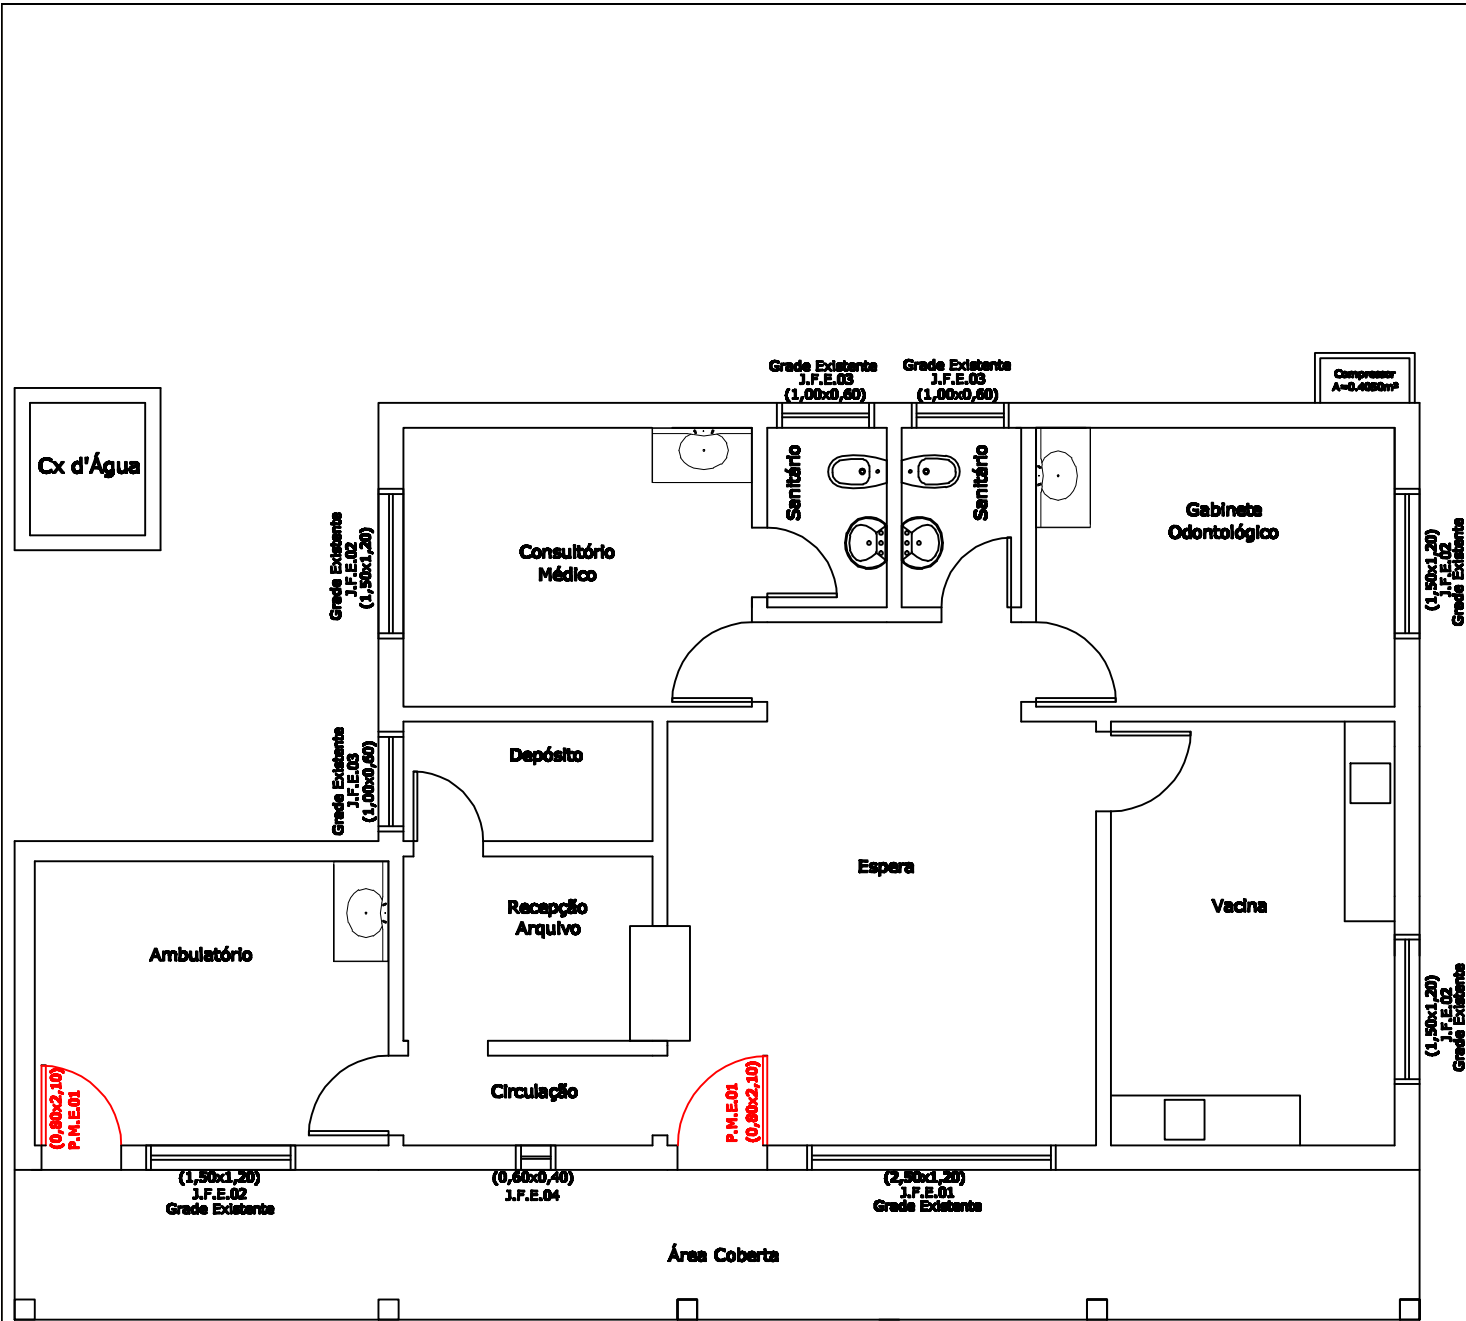 Grade Existente
J.F.E.03
(1,00x0,60)
Grade Existente
J.F.E.03
(1,00x0,60)
Compressor
A=0.4050m²
Cx d'Água
Sanitário
Sanitário
Gabinete
Odontológico
Consultório
Médico
Grade Existente
J.F.E.02
(1,50x1,20)
(1,50x1,20)
J.F.E.02
Grade Existente
Grade Existente
J.F.E.03
(1,00x0,60)
Depósito
Espera
Recepção
Arquivo
Vacina
Ambulatório
(1,50x1,20)
J.F.E.02
Grade Existente
(0,80x2,10)
P.M.E.01
Circulação
P.M.E.01
(0,80x2,10)
(1,50x1,20)
J.F.E.02
Grade Existente
(0,60x0,40)
J.F.E.04
(2,50x1,20)
J.F.E.01
Grade Existente
Área Coberta